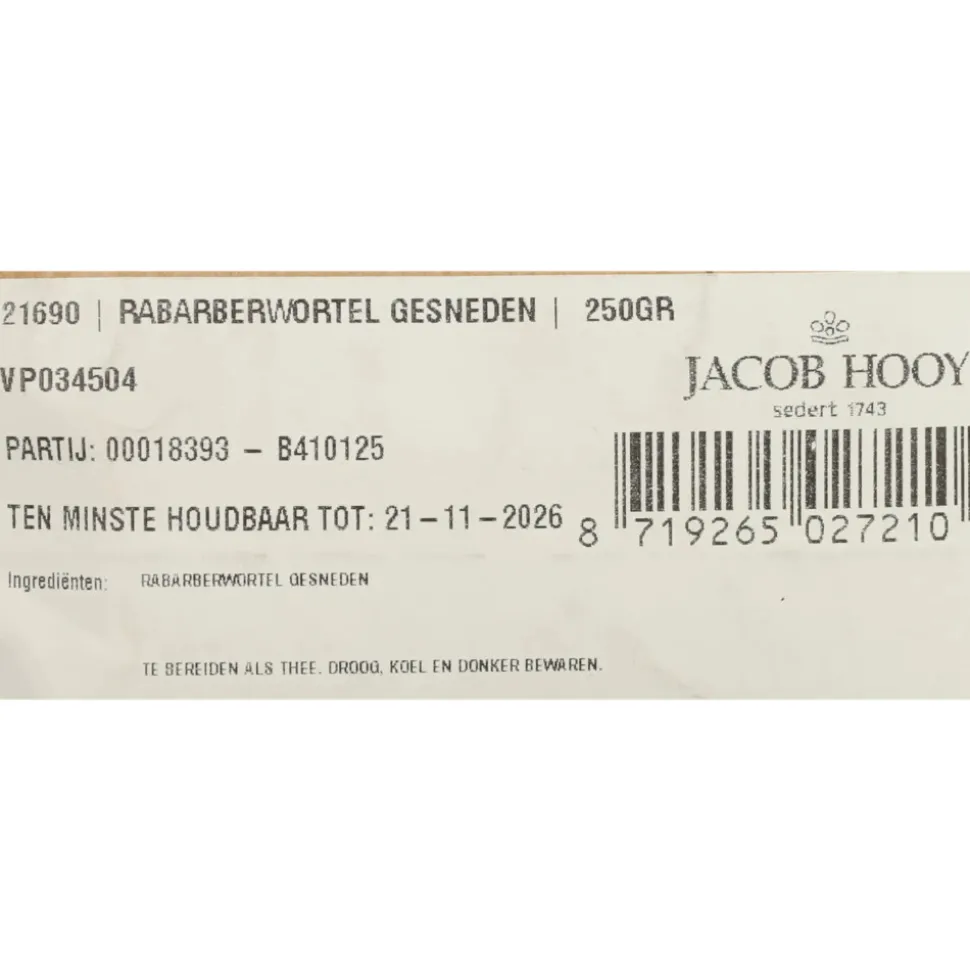 21690 | RABARBERWORTEL GESNEDEN | 250GR
JACOB HOOY
sedert 1743
VP034504
PARTIJ: 00018393 – B410125
TEN MINSTE HOUDBAAR TOT: 21-11-2026
8 719265 027210
Ingrediënten: RABARBERWORTEL GESNEDEN
TE BEREIDEN ALS THEE. DROOG, KOEL EN DONKER BEWAREN.